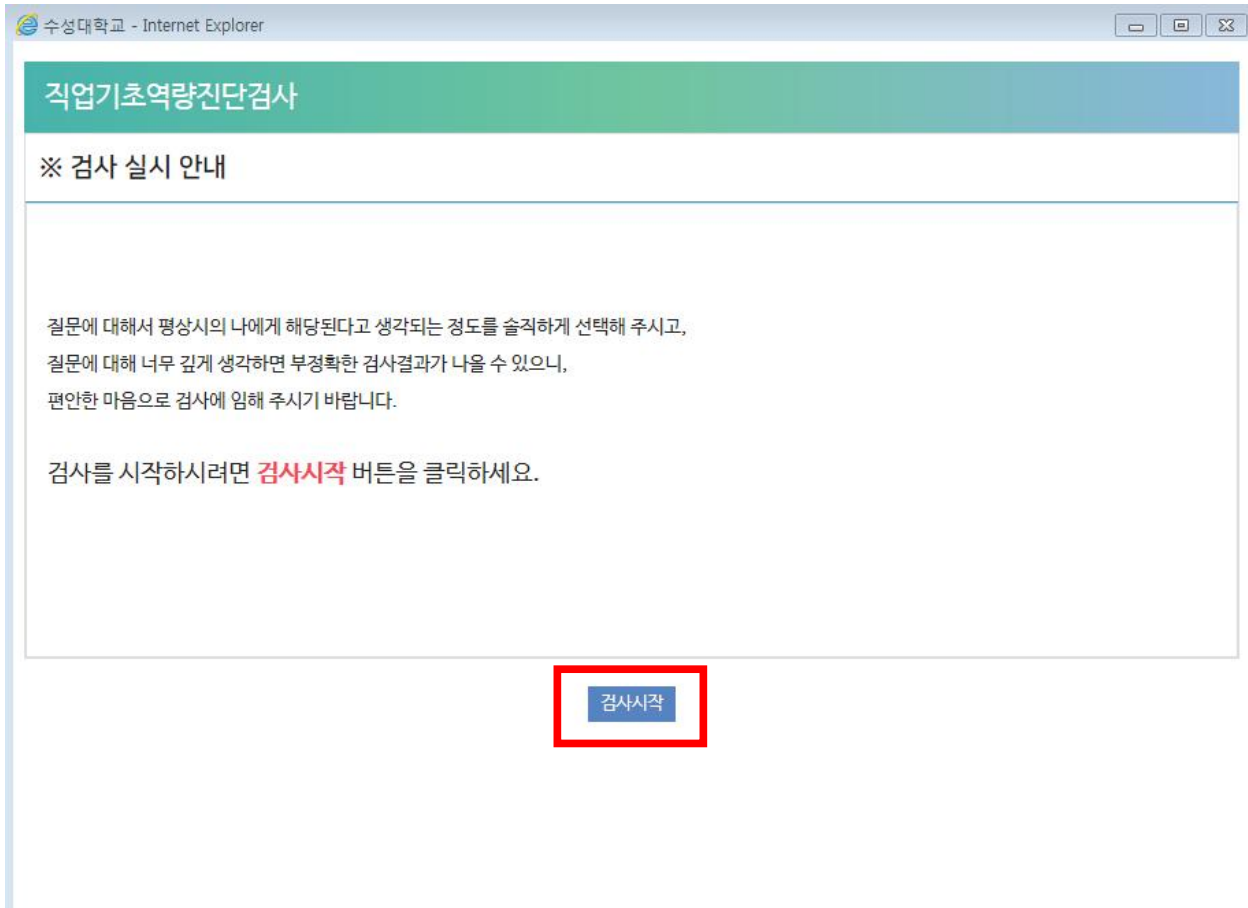 수성대학교 - Internet Explorer
직업기초역량진단검사
※ 검사 실시 안내
질문에 대해서 평상시의 나에게 해당된다고 생각되는 정도를 솔직하게 선택해 주시고,
질문에 대해 너무 깊게 생각하면 부정확한 검사결과가 나올 수 있으니,
편안한 마음으로 검사에 임해 주시기 바랍니다.
검사를 시작하시려면 검사시작 버튼을 클릭하세요.
검사시작